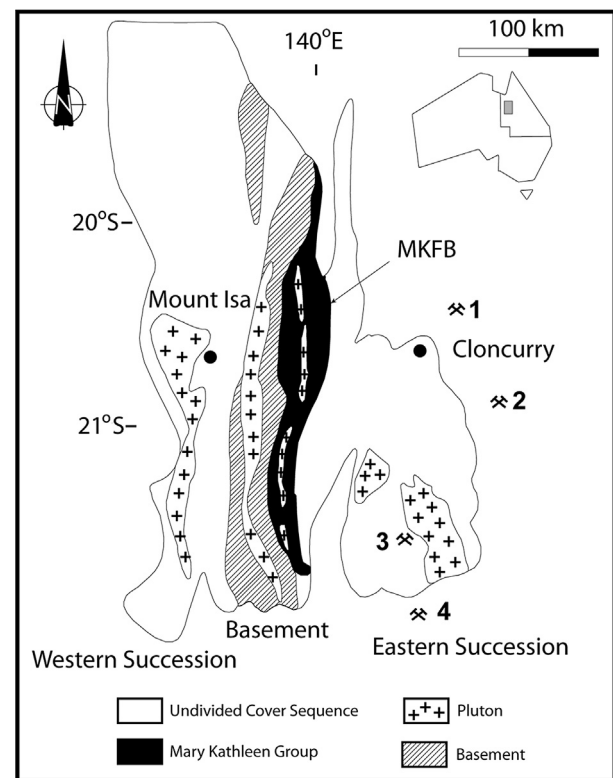 140°E
100 km
N
20°S
MKFB
Mount Isa
1
Cloncurry
2
21°S
3
4
Basement
Western Succession
Eastern Succession
Undivided Cover Sequence
Pluton
Mary Kathleen Group
Basement